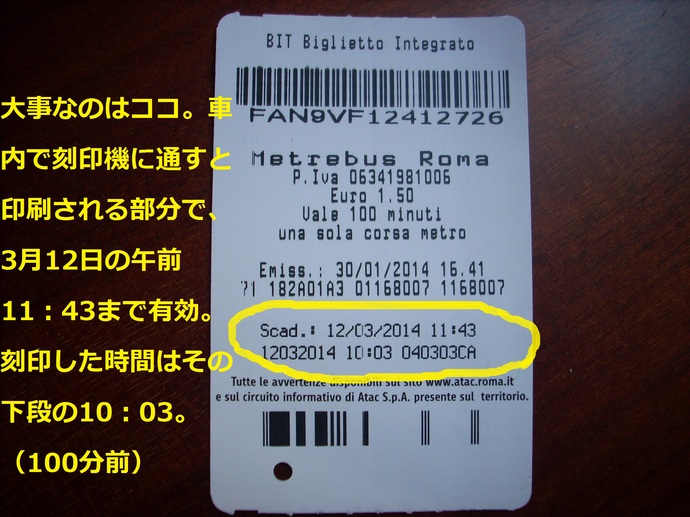 BIT Biglietto Integrato
FAN9VF12412726
Metrebus Roma
P.Iva 06341981006
Euro 1.50
Vale 100 minuti
una sola corsa metro
Emiss.: 30/01/2014 16.41
71 182A01A3 01168007 1168007
Scad.: 12/03/2014 11:43
12032014 10:03 040303CA
Tutte le avvertenze disponibili sul sito www.atac.roma.it
e sul circuito informativo di Atac S.p.A. presente sul territorio.
大事なのはココ。車
内で刻印機に通すと
印刷される部分で、
3月12日の午前
11：43まで有効。
刻印した時間はその
下段の10：03。
（100分前）